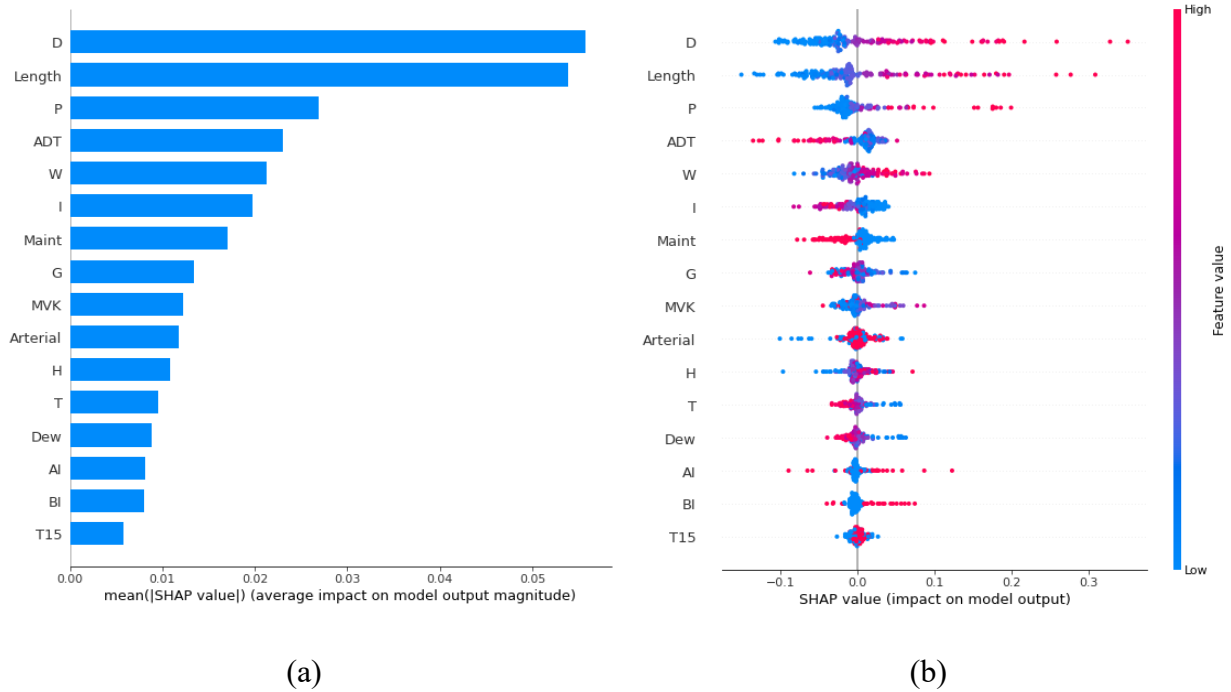 D
Length
P
ADT
W
I
Maint
G
MVK
Arterial
H
T
Dew
AI
BI
T15
0.00 0.01 0.02 0.03 0.04 0.05
mean(|SHAP value|) (average impact on model output magnitude)
(a)
D
Length
P
ADT
W
I
Maint
G
MVK
Arterial
H
T
Dew
AI
BI
T15
−0.1 0.0 0.1 0.2 0.3
SHAP value (impact on model output)
High
Feature value
Low
(b)